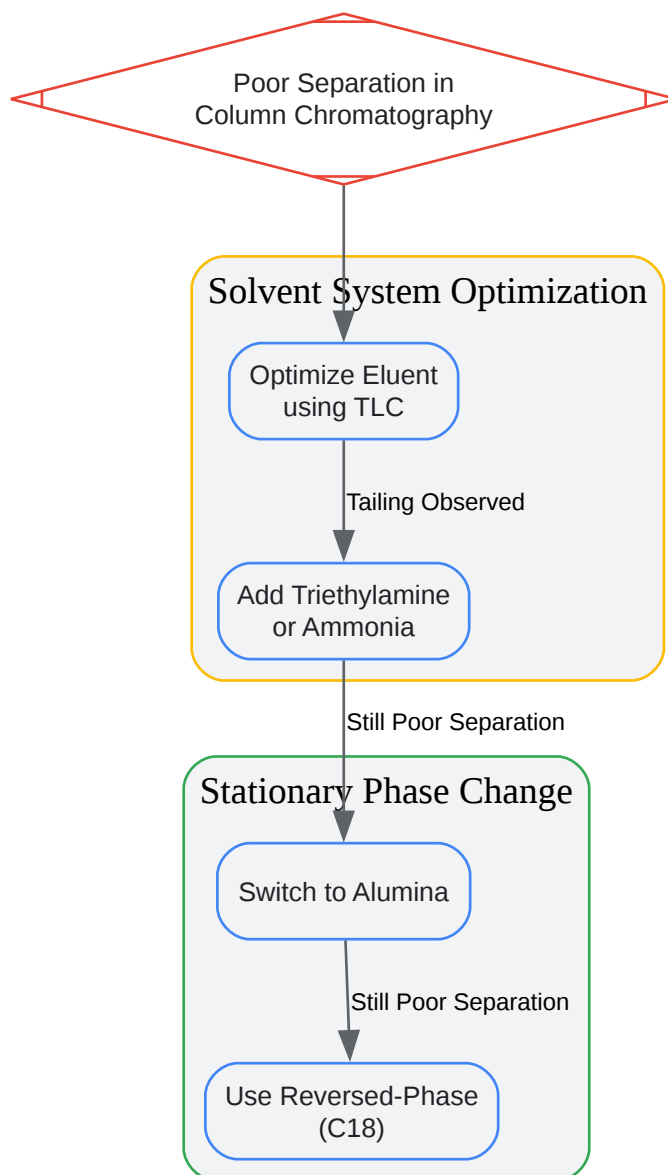 Poor Separation in
Column Chromatography
Solvent System Optimization
Optimize Eluent
using TLC
Tailing Observed
Add Triethylamine
or Ammonia
Still Poor Separation
Stationary Phase Change
Switch to Alumina
Still Poor Separation
Use Reversed-Phase
(C18)